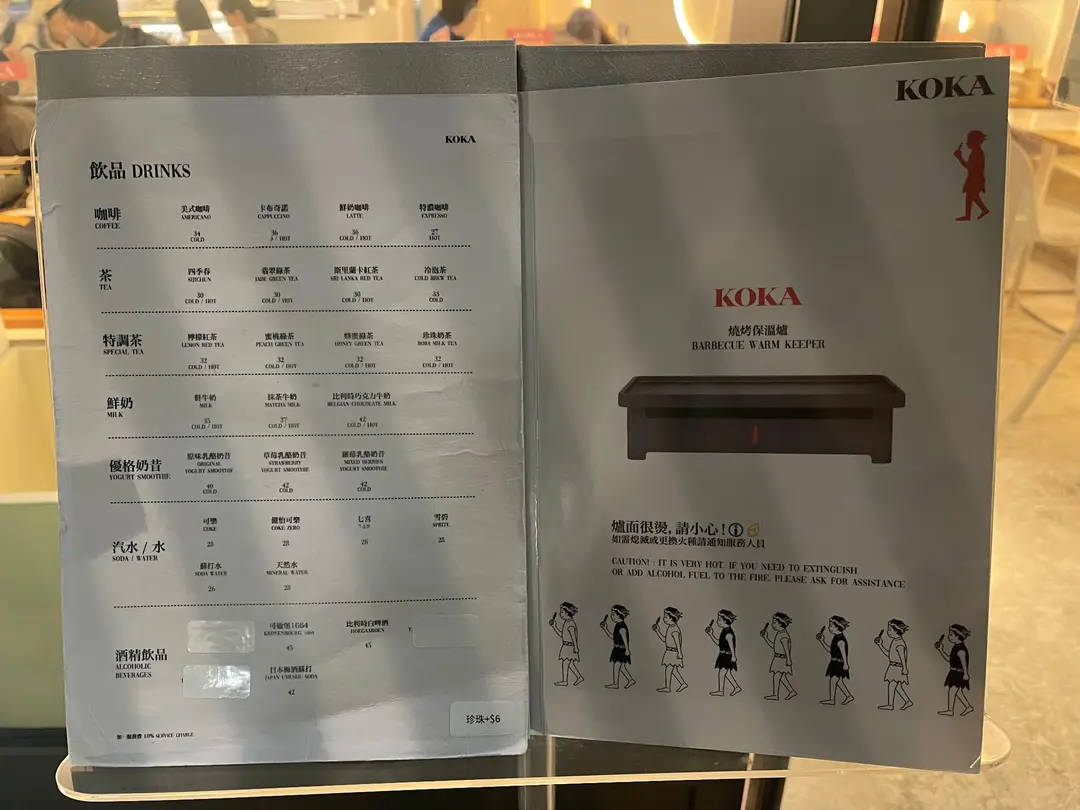 KOKA
飲品 DRINKS
咖啡
COFFEE
美式咖啡
AMERICANO
34
COLD
卡布奇諾
CAPPUCCINO
36
/ HOT
鮮奶咖啡
LATTE
36
COLD / HOT
特濃咖啡
EXPRESSO
27
HOT
茶
TEA
四季春
SIJICHUN
30
COLD / HOT
翡翠綠茶
JADE GREEN TEA
30
COLD / HOT
斯里蘭卡紅茶
SRI LANKA RED TEA
30
COLD / HOT
冷泡茶
COLD BREW TEA
33
COLD
特調茶
SPECIAL TEA
檸檬紅茶
LEMON RED TEA
32
COLD / HOT
蜜桃綠茶
PEACH GREEN TEA
32
COLD / HOT
蜂蜜綠茶
HONEY GREEN TEA
32
COLD / HOT
珍珠奶茶
BOBA MILK TEA
32
COLD / HOT
鮮奶
MILK
鮮牛奶
MILK
35
COLD / HOT
抹茶牛奶
MATCHA MILK
37
COLD / HOT
比利時巧克力牛奶
BELGIAN CHOCOLATE MILK
42
COLD / HOT
優格奶昔
YOGURT SMOOTHIE
原味乳酪奶昔
ORIGINAL
YOGURT SMOOTHIE
40
COLD
草莓乳酪奶昔
STRAWBERRY
YOGURT SMOOTHIE
42
COLD
雜莓乳酪奶昔
MIXED BERRIES
YOGURT SMOOTHIE
42
COLD
汽水 / 水
SODA / WATER
可樂
COKE
28
健怡可樂
COKE ZERO
28
七喜
7-UP
28
雪碧
SPRITE
28
蘇打水
SODA WATER
26
天然水
MINERAL WATER
28
酒精飲品
ALCOHOLIC
BEVERAGES
可倫堡1664
KRONENBOURG 1664
45
比利時白啤酒
HOEGAARDEN
45
日本梅酒蘇打
JAPAN UMESHU SODA
42
珍珠+$6
加一服務費 10% SERVICE CHARGE
KOKA
KOKA
燒烤保溫爐
BARBECUE WARM KEEPER
爐面很燙, 請小心!
如需熄滅或更換火種請通知服務人員
CAUTION! : IT IS VERY HOT. IF YOU NEED TO EXTINGUISH
OR ADD ALCOHOL FUEL TO THE FIRE. PLEASE ASK FOR ASSISTANCE